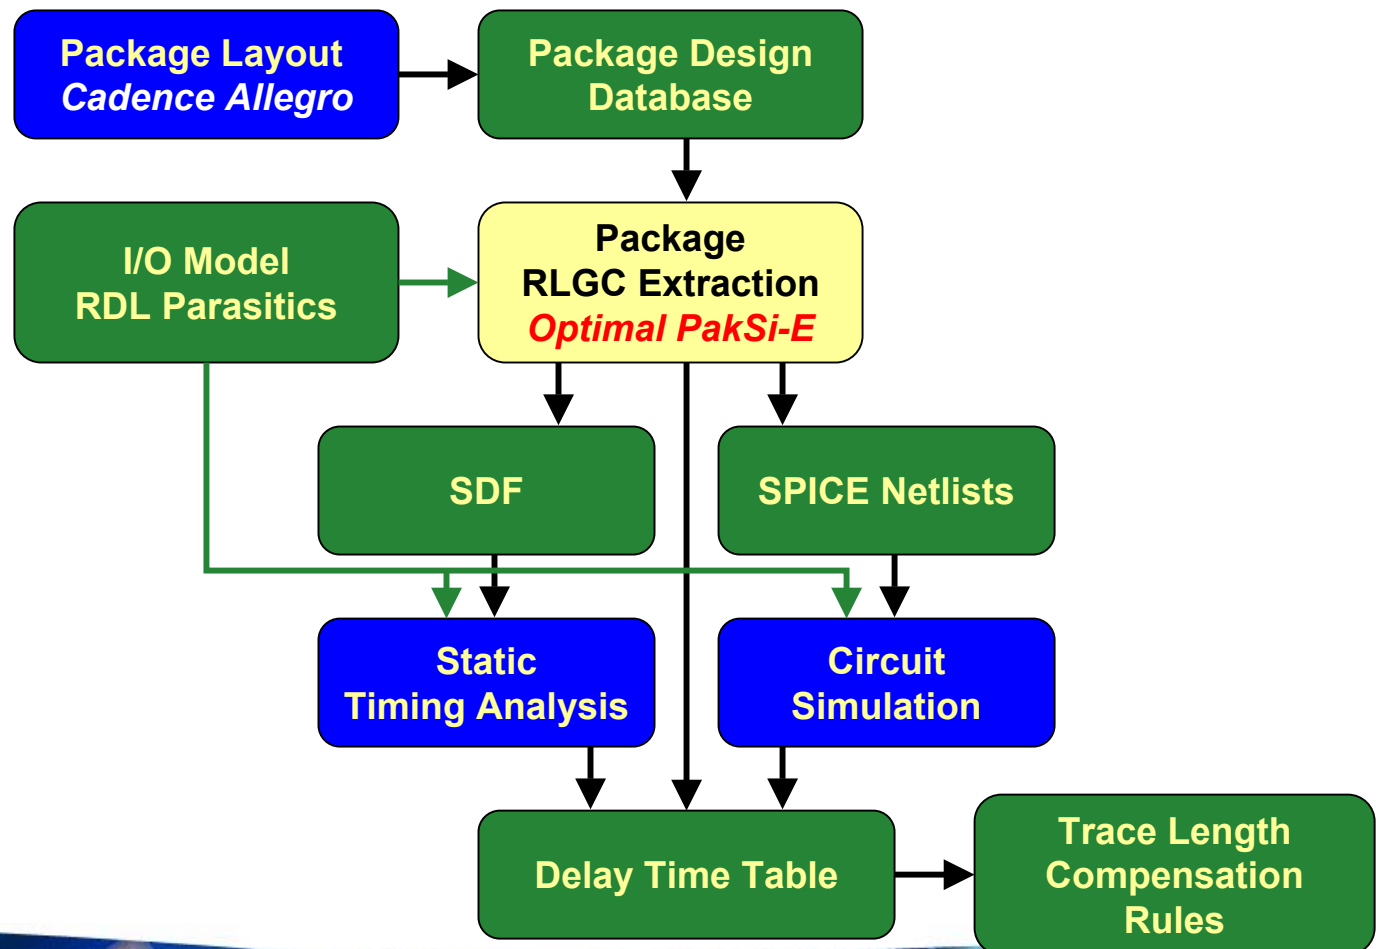 Package Layout
Cadence Allegro
Package Design
Database
I/O Model
RDL Parasitics
Package
RLGC Extraction
Optimal PakSi-E
SDF
SPICE Netlists
Static
Timing Analysis
Circuit
Simulation
Delay Time Table
Trace Length
Compensation
Rules